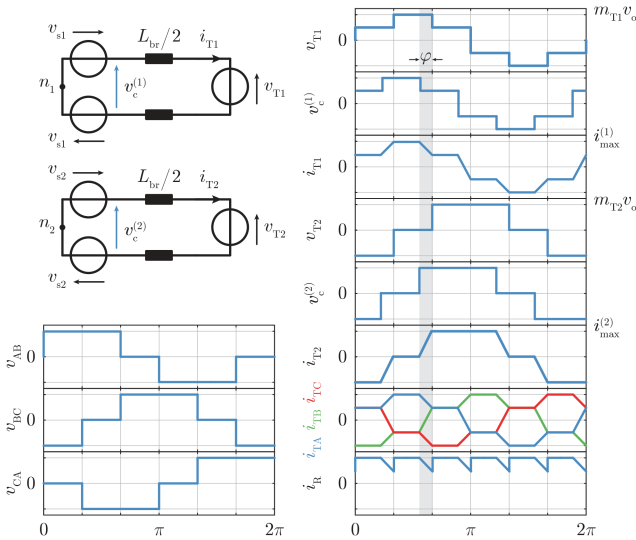 v_s1
L_br/2
i_T1
n_1
v_c^(1)
v_T1
v_s1
v_s2
L_br/2
i_T2
n_2
v_c^(2)
v_T2
v_s2
v_AB
0
v_BC
0
v_CA
0
0
π
2π
v_T1
0
m_T1 v_o
φ
v_c^(1)
0
i_T1
0
i_max^(1)
v_T2
0
m_T2 v_o
v_c^(2)
0
i_T2
0
i_max^(2)
i_TA i_TB i_TC
0
i_R
0
0
π
2π